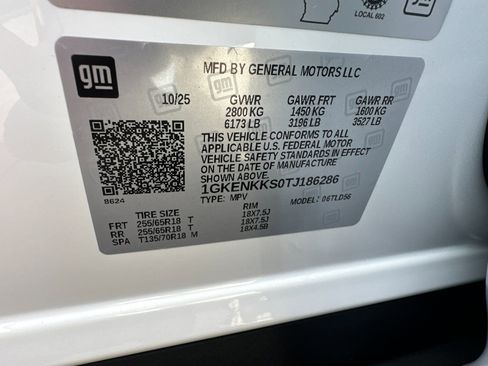 LOCAL 602
gm
MFD BY GENERAL MOTORS LLC
10/25 GVWR GAWR FRT GAWR RR
2800 KG 1450 KG 1600 KG
6173 LB 3196 LB 3527 LB
THIS VEHICLE CONFORMS TO ALL
APPLICABLE U.S. FEDERAL MOTOR
VEHICLE SAFETY STANDARDS IN
EFFECT ON THE DATE OF MANUFACTURE
SHOWN ABOVE.
8624
1GKENKKS0TJ186286
TYPE: MPV MODEL: 06TLD56
TIRE SIZE RIM
FRT 255/65R18 T 18X7.5J
RR 255/65R18 T 18X7.5J
SPA T135/70R18 M 18X4.5B